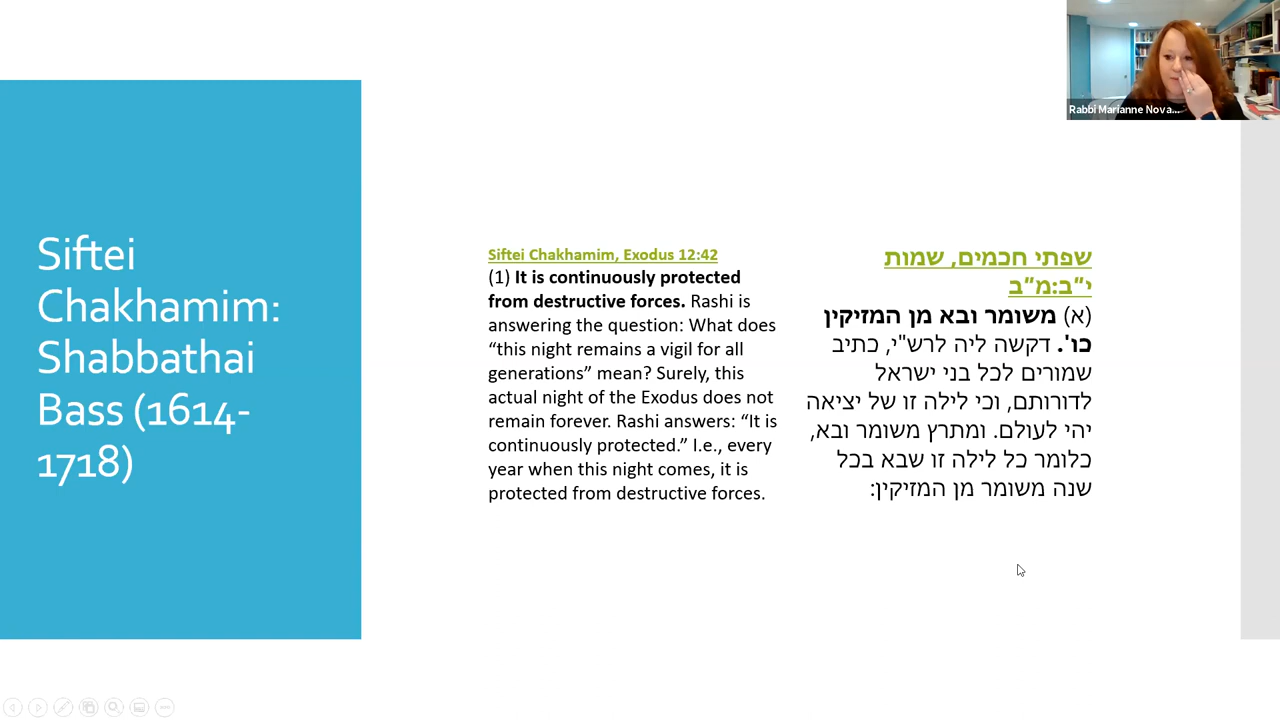 Siftei
Chakhamim:
Shabbathai
Bass (1614-
1718)
Siftei Chakhamim, Exodus 12:42
(1) It is continuously protected
from destructive forces. Rashi is
answering the question: What does
“this night remains a vigil for all
generations” mean? Surely, this
actual night of the Exodus does not
remain forever. Rashi answers: “It is
continuously protected.” I.e., every
year when this night comes, it is
protected from destructive forces.
שפתי חכמים, שמות
י"ב:מ"ב
(א) משומר ובא מן המזיקין
כו'. דקשה ליה לרש"י, כתיב
שמורים לכל בני ישראל
לדורותם, וכי לילה זו של יציאה
יהי לעולם. ומתרץ משומר ובא,
כלומר כל לילה זו שבא בכל
שנה משומר מן המזיקין:
Rabbi Marianne Nova...